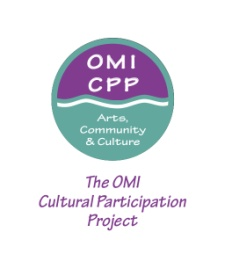 OMI
CPP
Arts,
Community
& Culture
The OMI
Cultural Participation
Project